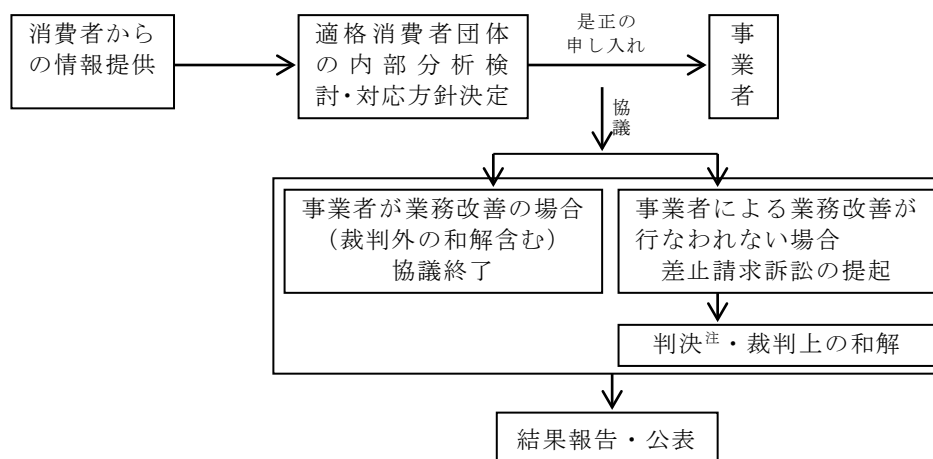 消費者から
の情報提供
適格消費者団体
の内部分析検
討・対応方針決定
是正の
申し入れ
事
業
者
協
議
事業者が業務改善の場合
（裁判外の和解含む）
協議終了
事業者による業務改善が
行なわれない場合
差止請求訴訟の提起
判決注・裁判上の和解
結果報告・公表